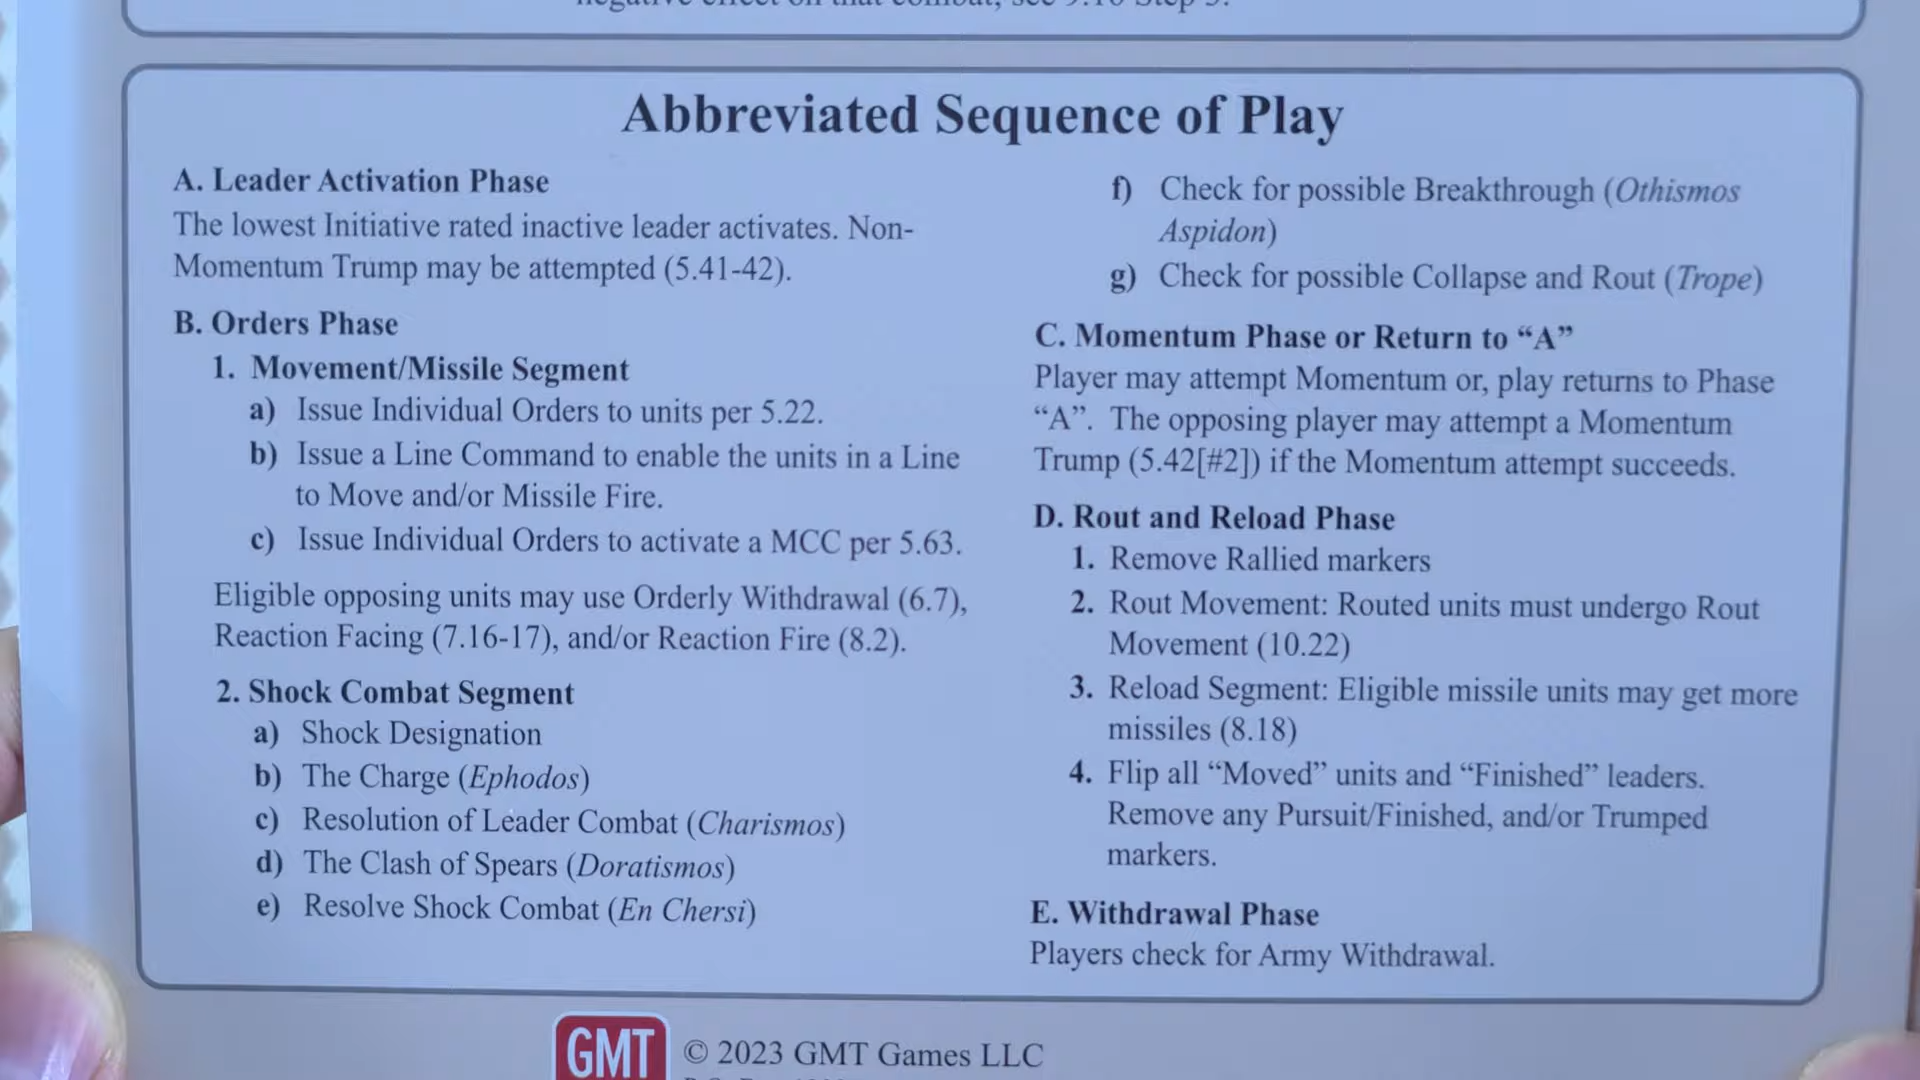 negative effect on that combat, see 9.16 Step 5.
Abbreviated Sequence of Play
A. Leader Activation Phase
The lowest Initiative rated inactive leader activates. Non-
Momentum Trump may be attempted (5.41-42).
B. Orders Phase
1. Movement/Missile Segment
a) Issue Individual Orders to units per 5.22.
b) Issue a Line Command to enable the units in a Line
to Move and/or Missile Fire.
c) Issue Individual Orders to activate a MCC per 5.63.
Eligible opposing units may use Orderly Withdrawal (6.7),
Reaction Facing (7.16-17), and/or Reaction Fire (8.2).
2. Shock Combat Segment
a) Shock Designation
b) The Charge (Ephodos)
c) Resolution of Leader Combat (Charismos)
d) The Clash of Spears (Doratismos)
e) Resolve Shock Combat (En Chersi)
f) Check for possible Breakthrough (Othismos
Aspidon)
g) Check for possible Collapse and Rout (Trope)
C. Momentum Phase or Return to “A”
Player may attempt Momentum or, play returns to Phase
“A”. The opposing player may attempt a Momentum
Trump (5.42[#2]) if the Momentum attempt succeeds.
D. Rout and Reload Phase
1. Remove Rallied markers
2. Rout Movement: Routed units must undergo Rout
Movement (10.22)
3. Reload Segment: Eligible missile units may get more
missiles (8.18)
4. Flip all “Moved” units and “Finished” leaders.
Remove any Pursuit/Finished, and/or Trumped
markers.
E. Withdrawal Phase
Players check for Army Withdrawal.
GMT © 2023 GMT Games LLC